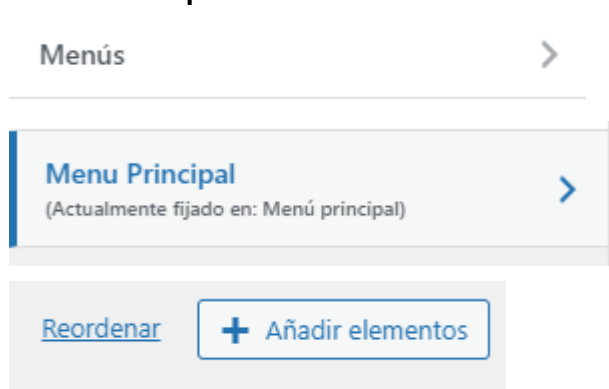 Menús
Menu Principal
(Actualmente fijado en: Menú principal)
Reordenar + Añadir elementos